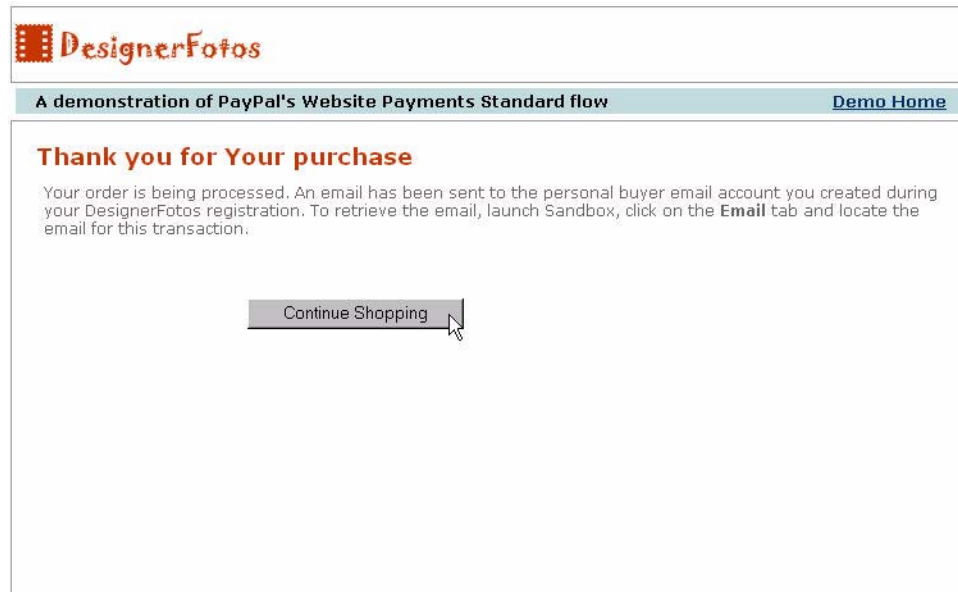 DesignerFotos
A demonstration of PayPal's Website Payments Standard flow
Demo Home
Thank you for Your purchase
Your order is being processed. An email has been sent to the personal buyer email account you created during
your DesignerFotos registration. To retrieve the email, launch Sandbox, click on the Email tab and locate the
email for this transaction.
Continue Shopping